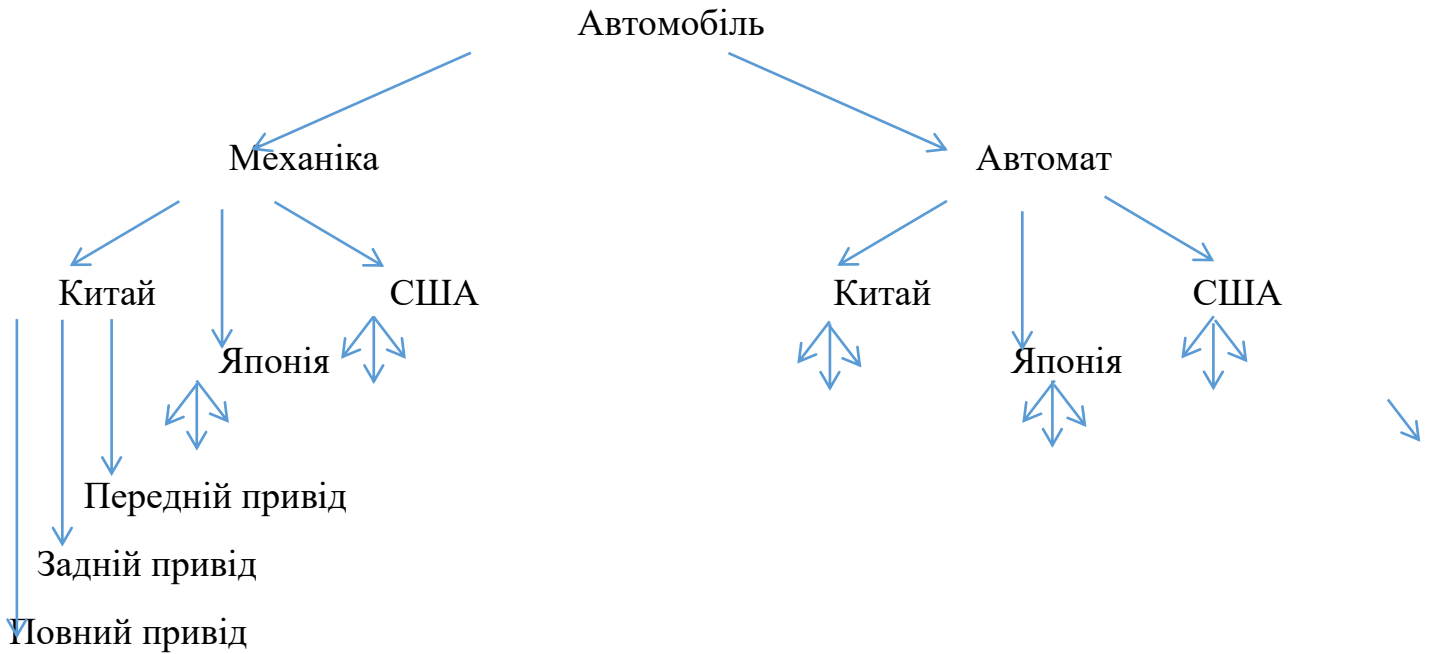 Автомобіль
Механіка Автомат
Китай США Китай США
Японія Японія
Передній привід
Задній привід
Повний привід